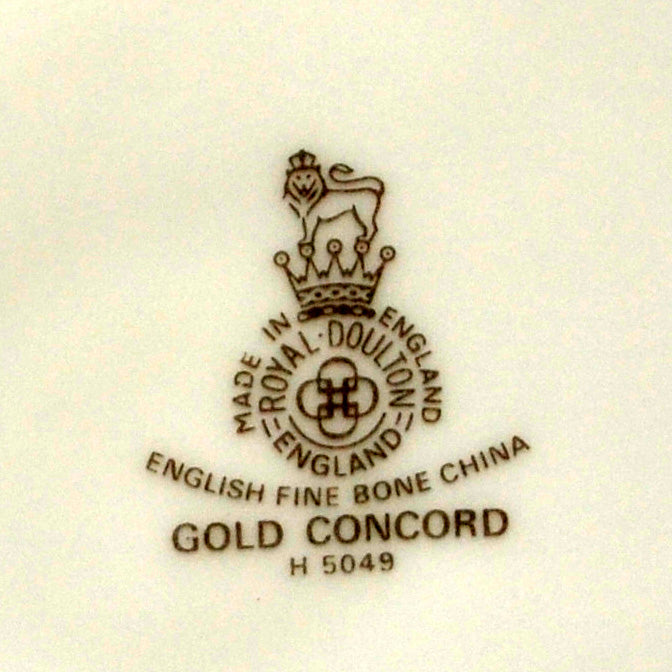 MADE IN ENGLAND
ROYAL·DOULTON
ENGLAND
ENGLISH FINE BONE CHINA
GOLD CONCORD
H 5049